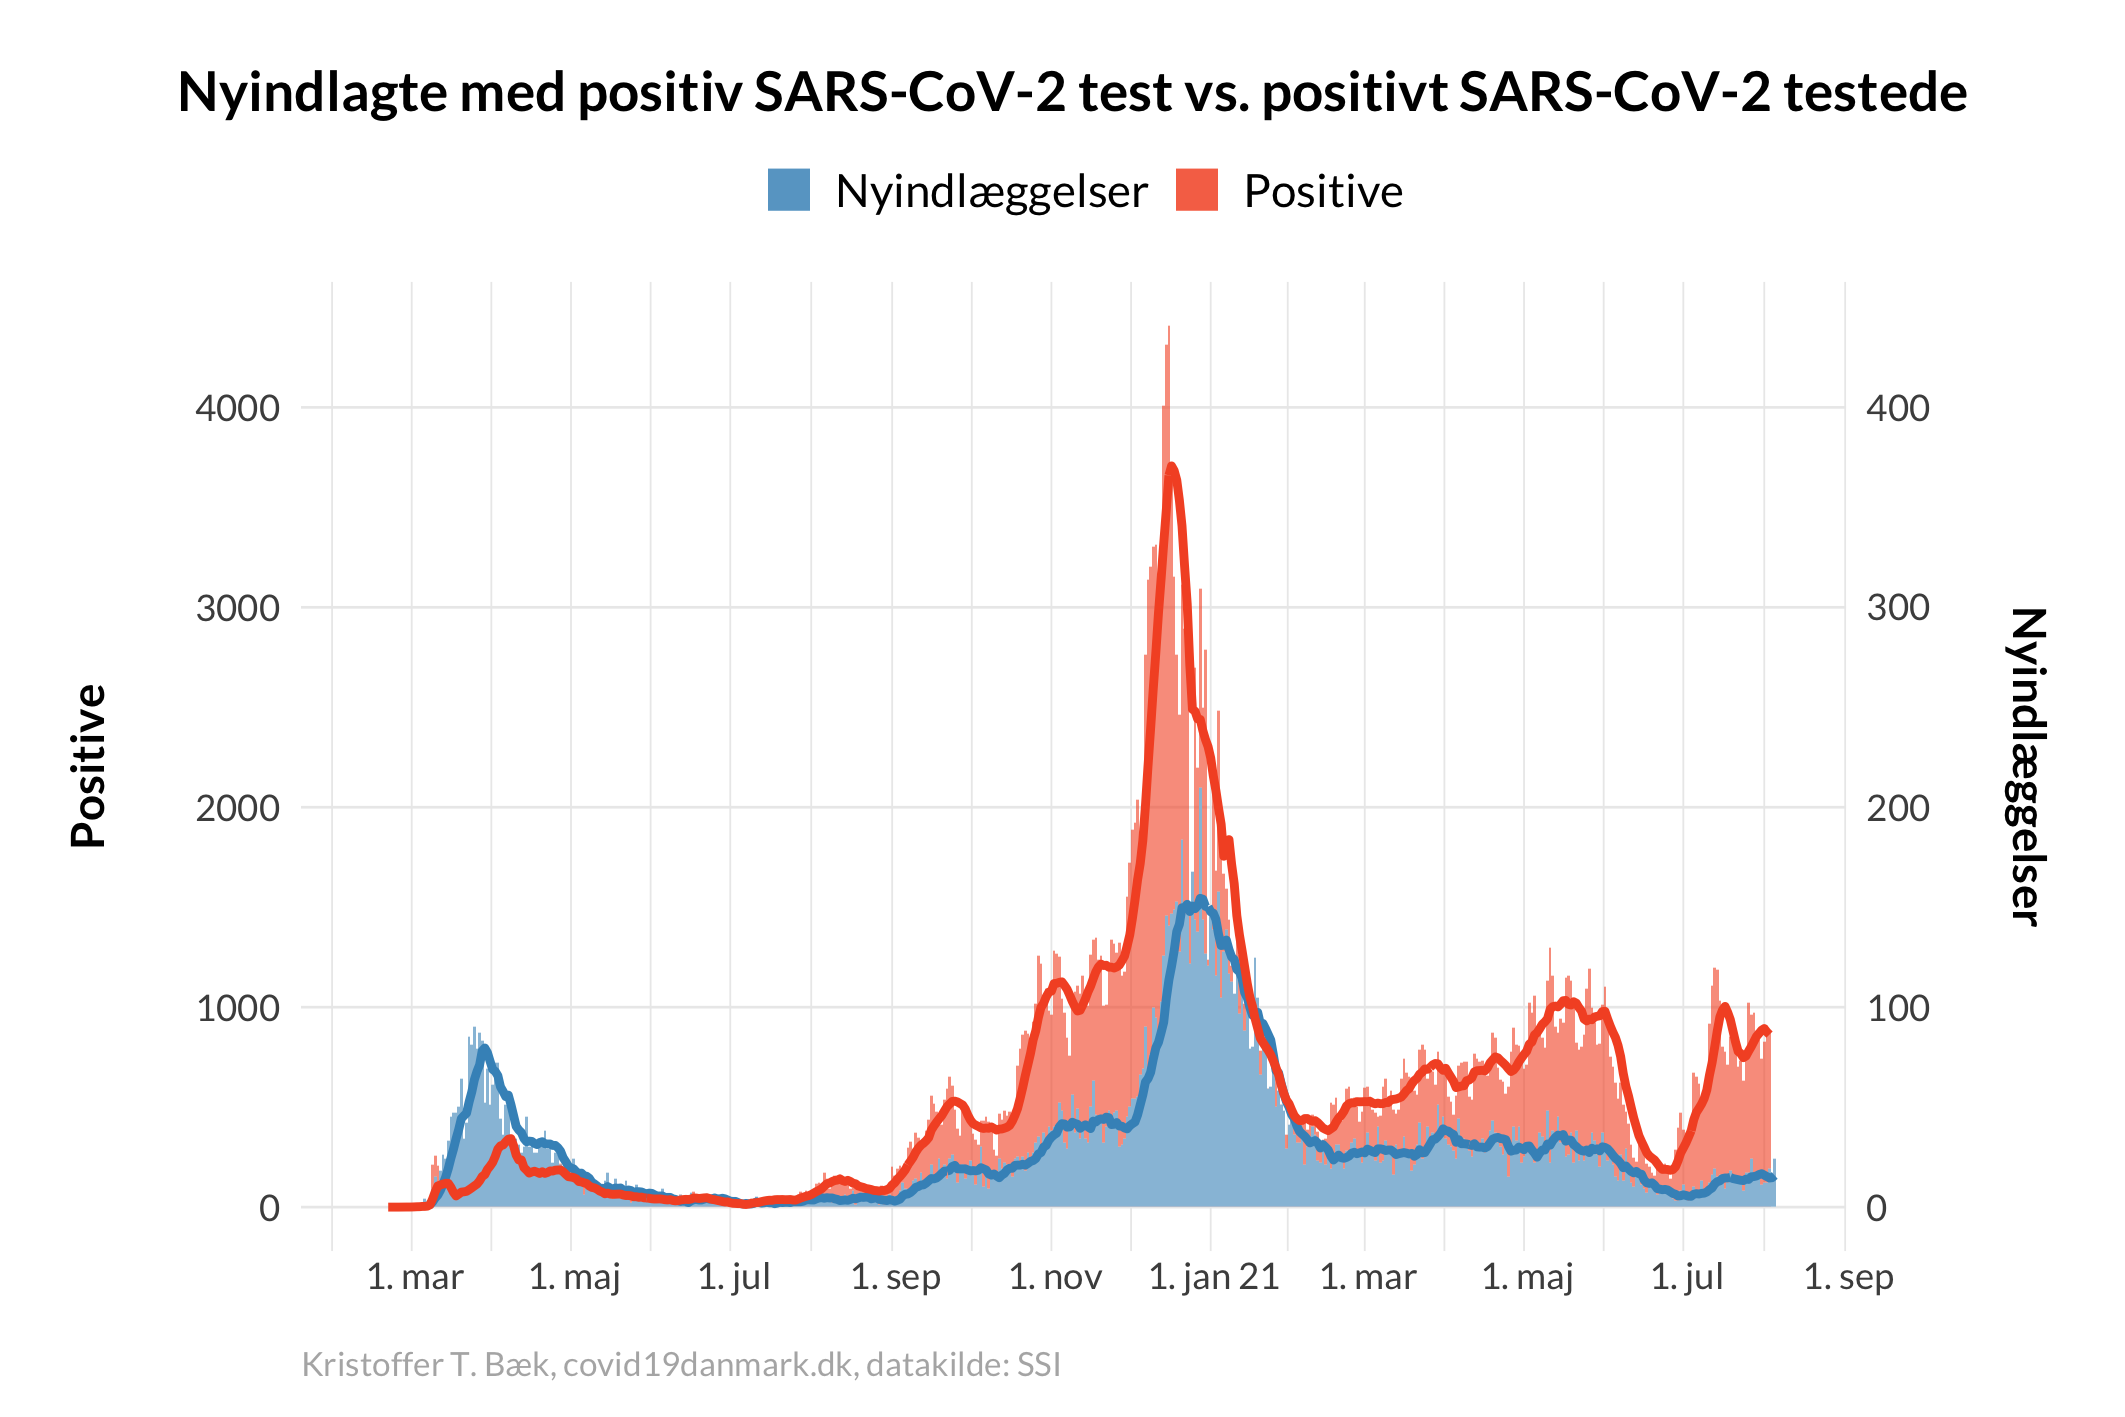 Nyindlagte med positiv SARS-CoV-2 test vs. positivt SARS-CoV-2 testede
Nyindlæggelser
Positive
4000
3000
2000
1000
0
Positive
400
300
200
100
0
Nyindlæggelser
1. mar
1. maj
1. jul
1. sep
1. nov
1. jan 21
1. mar
1. maj
1. jul
1. sep
Kristoffer T. Bæk, covid19danmark.dk, datakilde: SSI